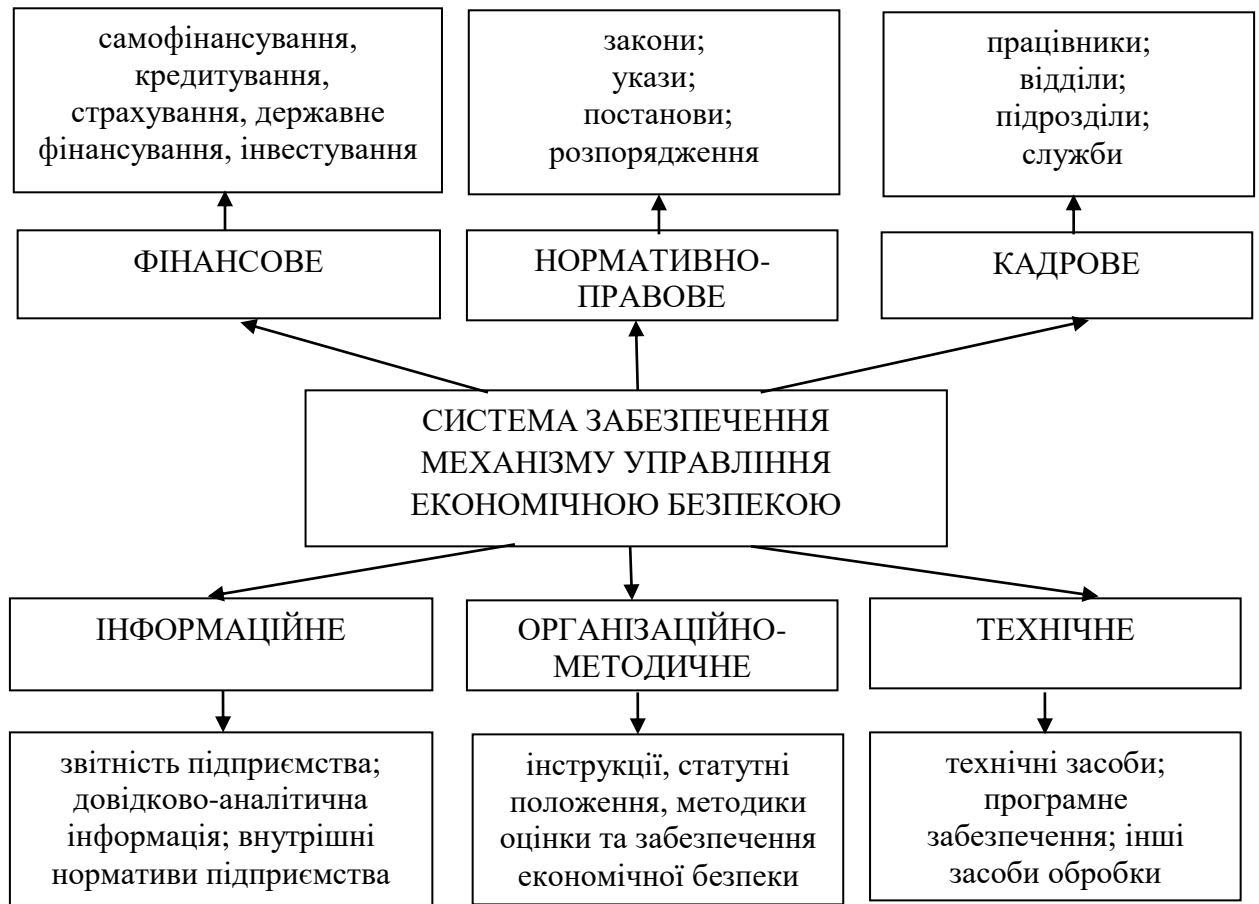 самофінансування,
кредитування,
страхування, державне
фінансування, інвестування
закони;
укази;
постанови;
розпорядження
працівники;
відділи;
підрозділи;
служби
ФІНАНСОВЕ
НОРМАТИВНО-
ПРАВОВЕ
КАДРОВЕ
СИСТЕМА ЗАБЕЗПЕЧЕННЯ
МЕХАНІЗМУ УПРАВЛІННЯ
ЕКОНОМІЧНОЮ БЕЗПЕКОЮ
ІНФОРМАЦІЙНЕ
ОРГАНІЗАЦІЙНО-
МЕТОДИЧНЕ
ТЕХНІЧНЕ
звітність підприємства;
довідково-аналітична
інформація; внутрішні
нормативи підприємства
інструкції, статутні
положення, методики
оцінки та забезпечення
економічної безпеки
технічні засоби;
програмне
забезпечення; інші
засоби обробки